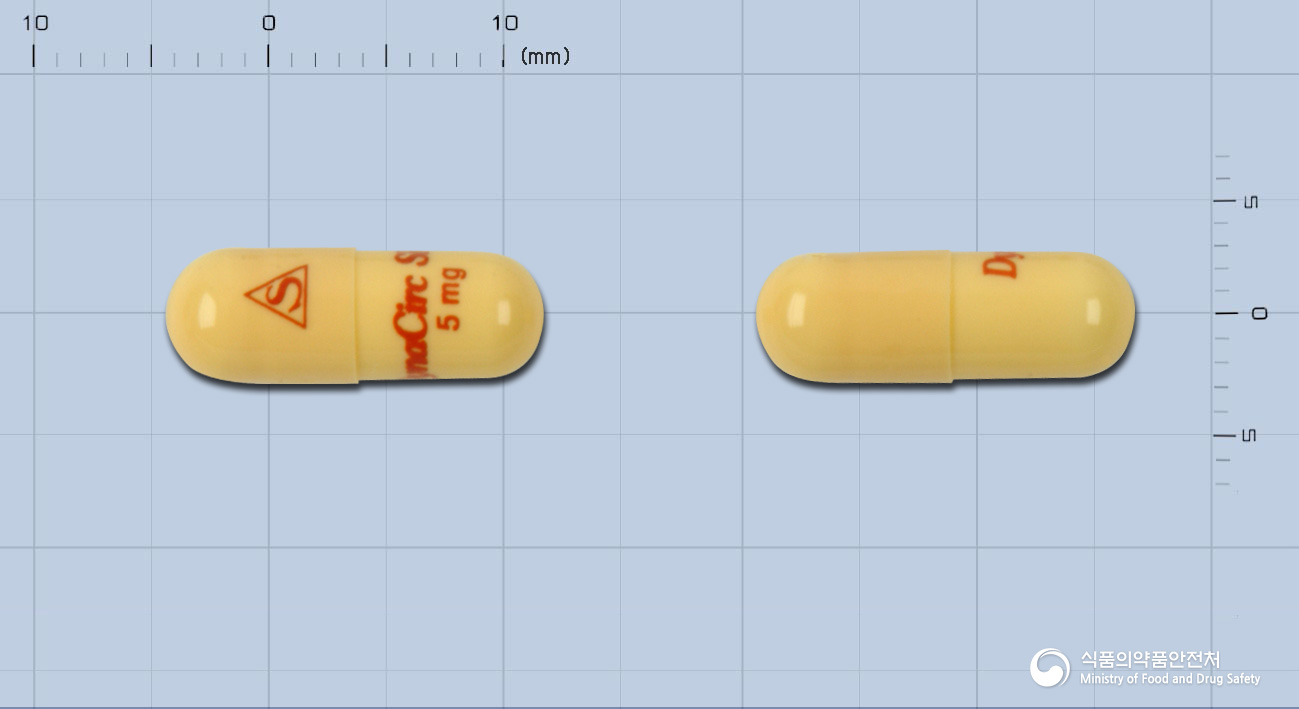 10 0 10 (mm)
S
ynaCirc S
5 mg
Dy
5
0
5
식품의약품안전처
Ministry of Food and Drug Safety